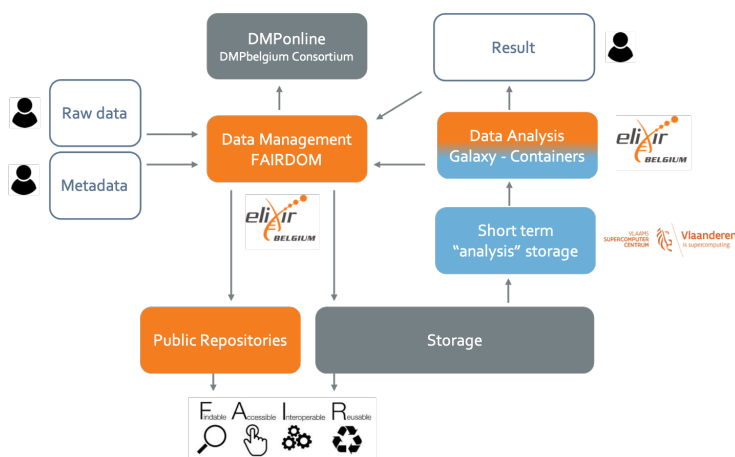 DMPonline
DMPbelgium Consortium
Result
Raw data
Metadata
Data Management
FAIRDOM
Data Analysis
Galaxy - Containers
elixir
BELGIUM
elixir
BELGIUM
Short term
"analysis" storage
VLAAMS
SUPERCOMPUTER
CENTRUM
Vlaanderen
is supercomputing
Public Repositories
Storage
Findable Accessible Interoperable Reusable